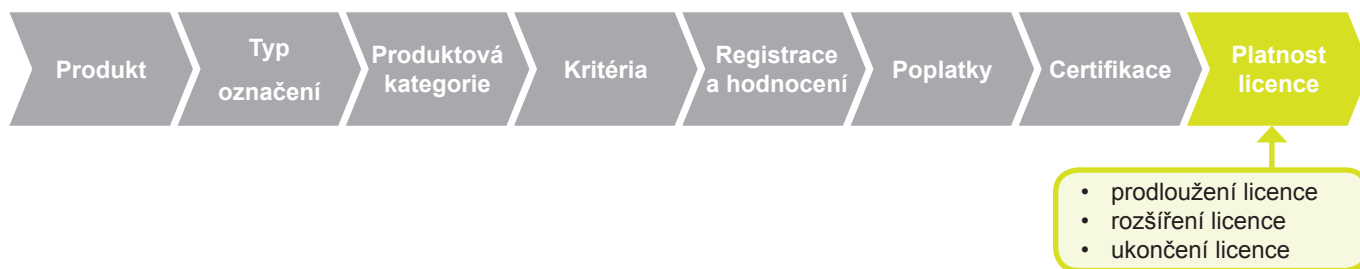 Produkt
Typ
označení
Produktová
kategorie
Kritéria
Registrace
a hodnocení
Poplatky
Certifikace
Platnost
licence
• prodloužení licence
• rozšíření licence
• ukončení licence